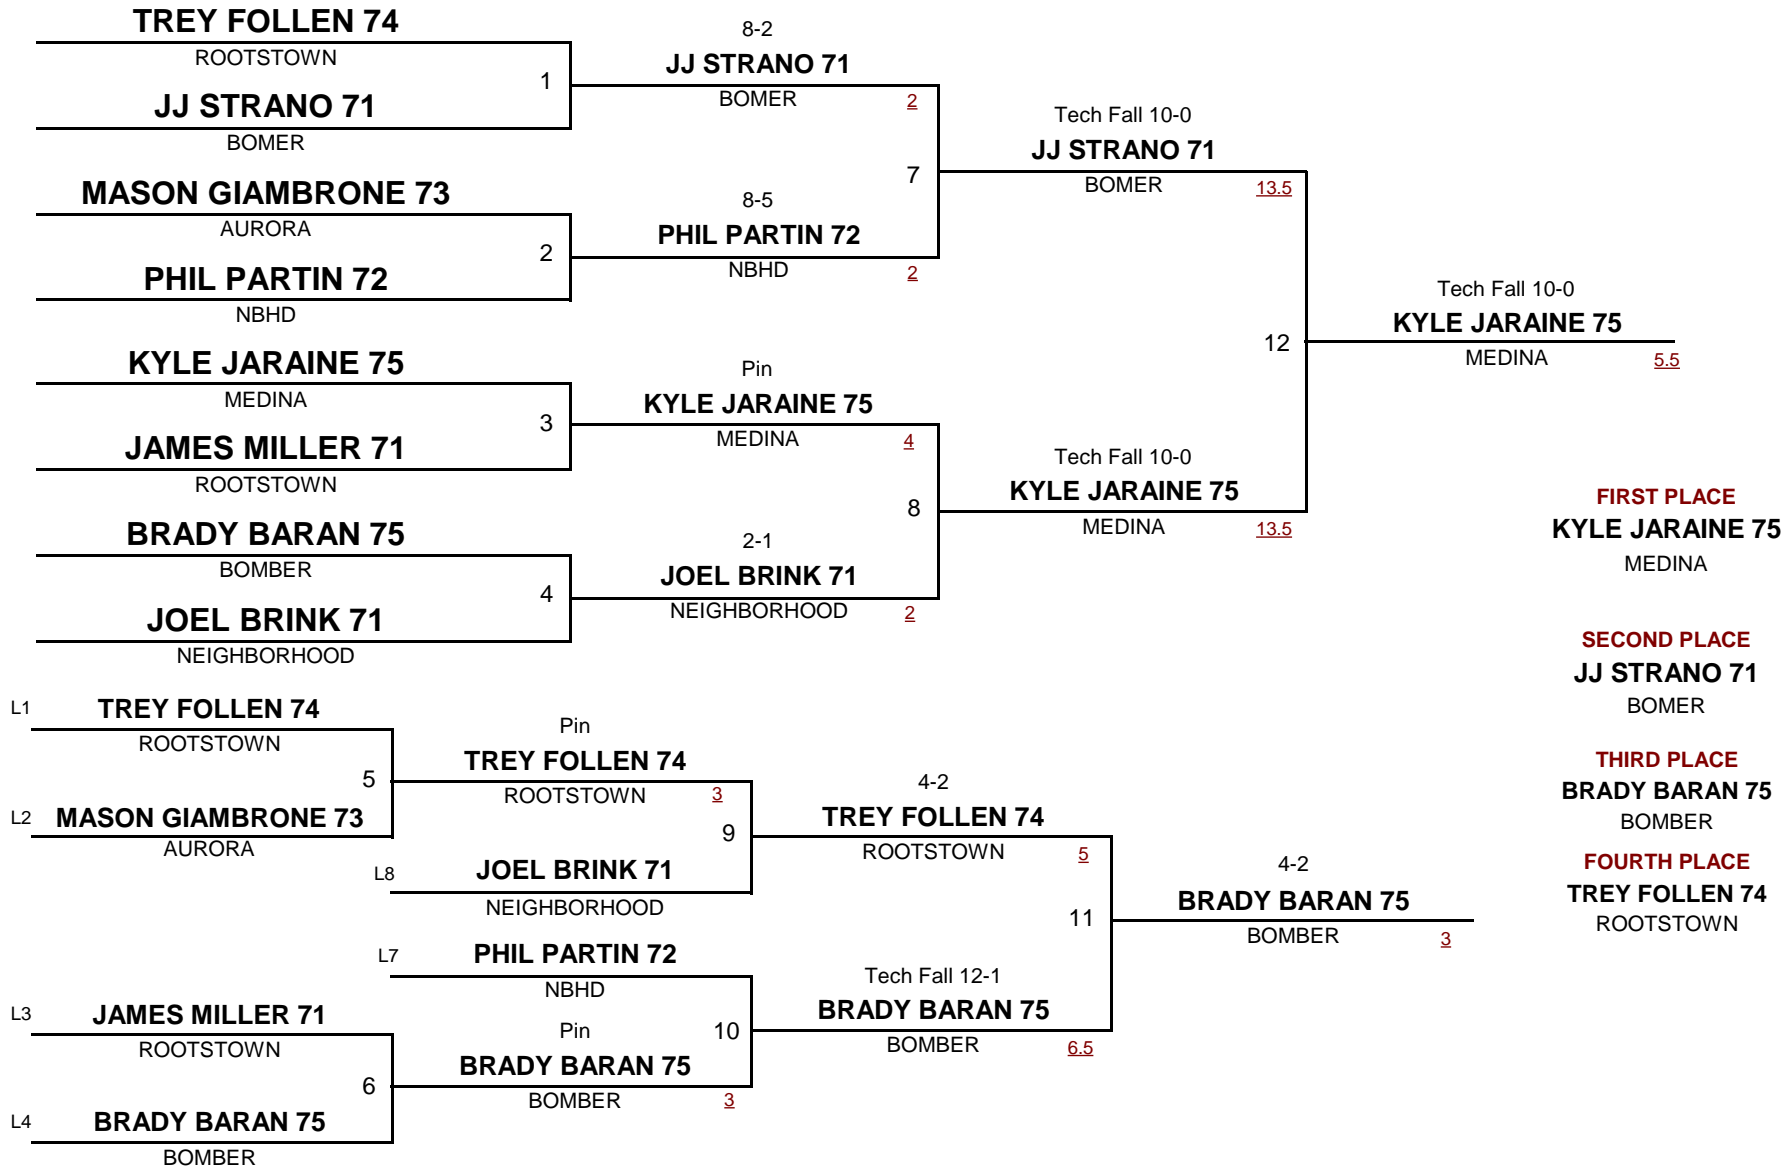 TREY FOLLEN 74
ROOTSTOWN
1
JJ STRANO 71
BOMER
8-2
JJ STRANO 71
BOMER
2
MASON GIAMBRONE 73
AURORA
2
PHIL PARTIN 72
NBHD
8-5
PHIL PARTIN 72
NBHD
2
7
Tech Fall 10-0
JJ STRANO 71
BOMER
13.5
KYLE JARAINE 75
MEDINA
3
JAMES MILLER 71
ROOTSTOWN
Pin
KYLE JARAINE 75
MEDINA
4
BRADY BARAN 75
BOMBER
4
JOEL BRINK 71
NEIGHBORHOOD
2-1
JOEL BRINK 71
NEIGHBORHOOD
2
8
Tech Fall 10-0
KYLE JARAINE 75
MEDINA
13.5
12
Tech Fall 10-0
KYLE JARAINE 75
MEDINA
5.5
FIRST PLACE
KYLE JARAINE 75
MEDINA
SECOND PLACE
JJ STRANO 71
BOMER
THIRD PLACE
BRADY BARAN 75
BOMBER
FOURTH PLACE
TREY FOLLEN 74
ROOTSTOWN
L1
TREY FOLLEN 74
ROOTSTOWN
5
L2
MASON GIAMBRONE 73
AURORA
Pin
TREY FOLLEN 74
ROOTSTOWN
3
9
L8
JOEL BRINK 71
NEIGHBORHOOD
4-2
TREY FOLLEN 74
ROOTSTOWN
5
L7
PHIL PARTIN 72
NBHD
10
L3
JAMES MILLER 71
ROOTSTOWN
6
L4
BRADY BARAN 75
BOMBER
Pin
BRADY BARAN 75
BOMBER
3
Tech Fall 12-1
BRADY BARAN 75
BOMBER
6.5
11
4-2
BRADY BARAN 75
BOMBER
3